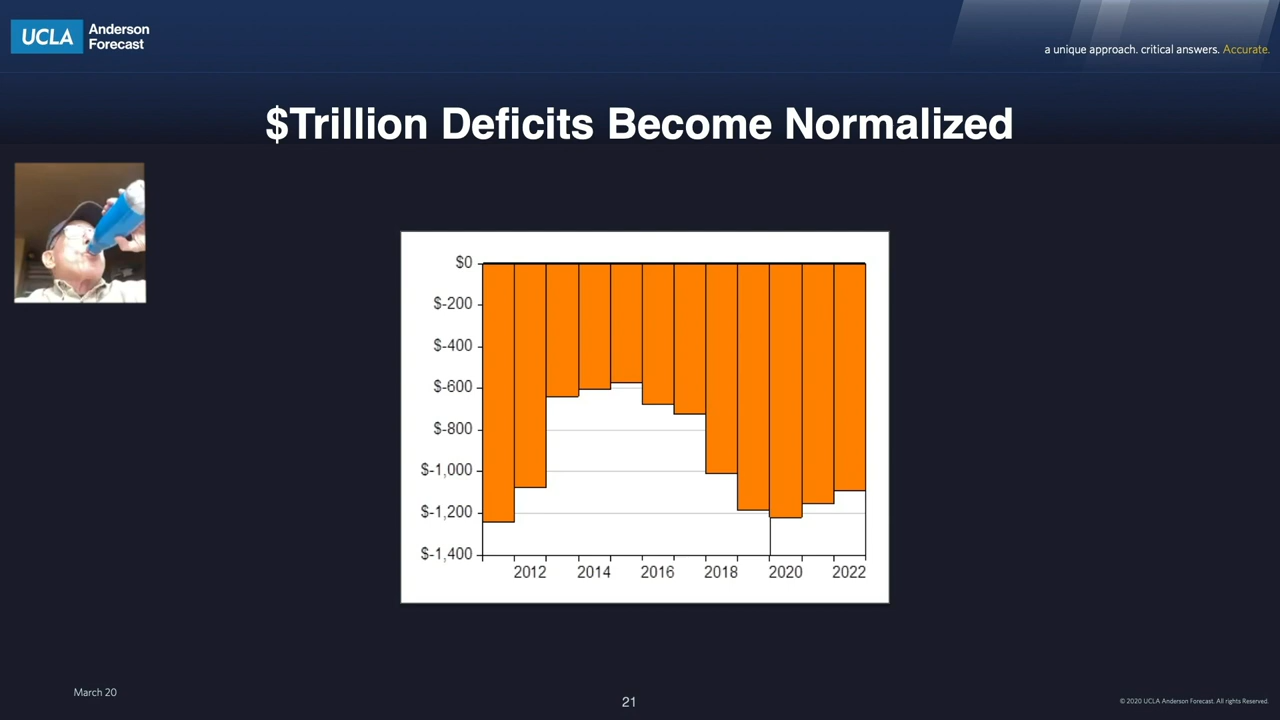 UCLA Anderson
Forecast
a unique approach. critical answers. Accurate.
$Trillion Deficits Become Normalized
$0
$-200
$-400
$-600
$-800
$-1,000
$-1,200
$-1,400
2012 2014 2016 2018 2020 2022
March 20
21
© 2020 UCLA Anderson Forecast. All rights Reserved.